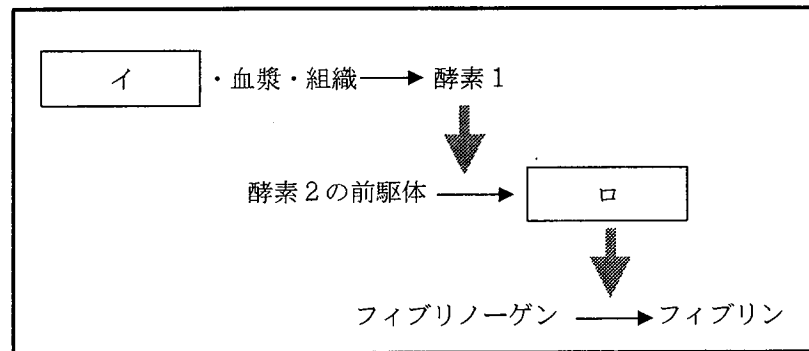 イ ・血漿・組織 → 酵素1
酵素2の前駆体 → ロ
フィブリノーゲン → フィブリン